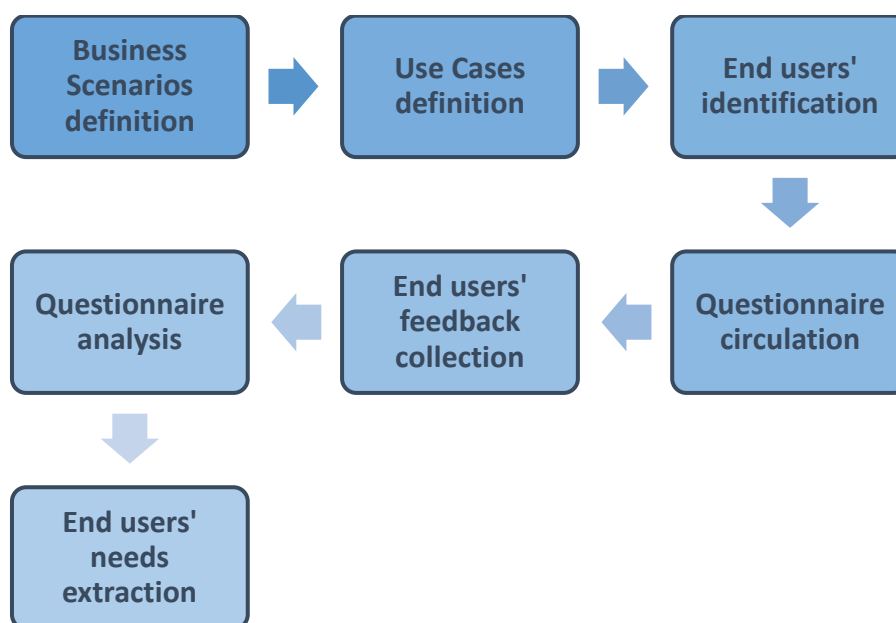 Business
Scenarios
definition
Use Cases
definition
End users'
identification
Questionnaire
circulation
End users'
feedback
collection
Questionnaire
analysis
End users'
needs
extraction